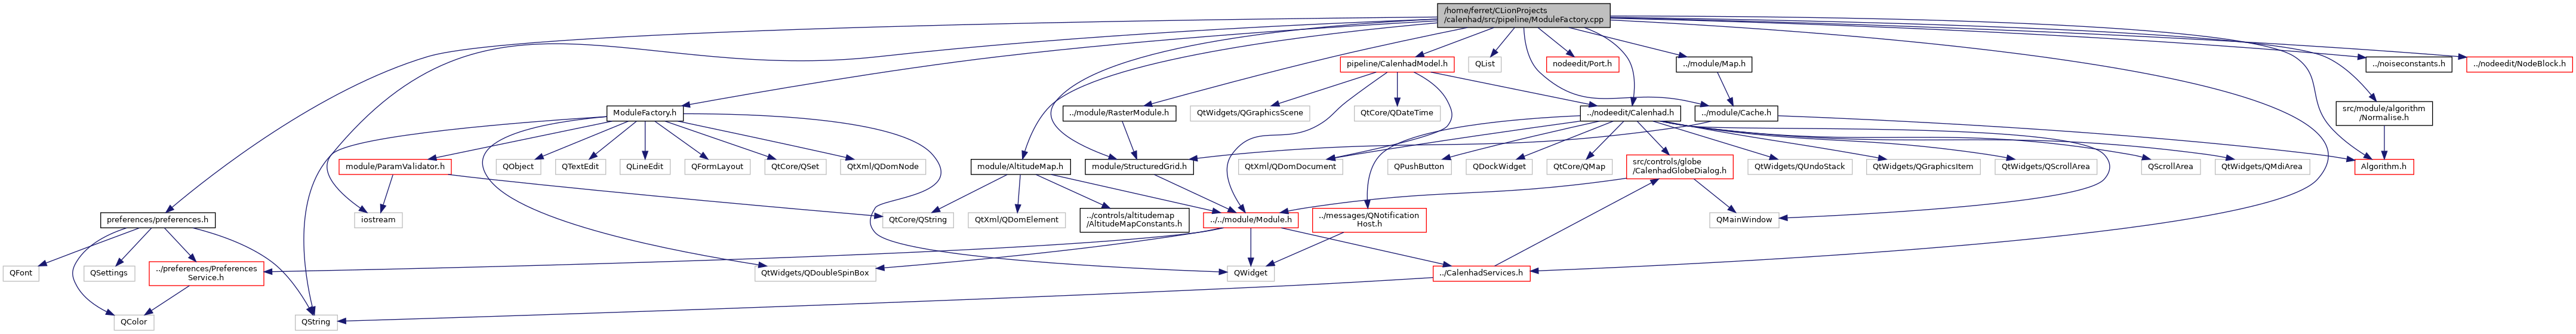 /home/ferret/CLionProjects
/calenhad/src/pipeline/ModuleFactory.cpp
pipeline/CalenhadModel.h
QList
nodeedit/Port.h
../module/Map.h
../noiseconstants.h
../nodeedit/NodeBlock.h
ModuleFactory.h
../module/RasterModule.h
QtWidgets/QGraphicsScene
QtCore/QDateTime
../nodeedit/Calenhad.h
../module/Cache.h
src/module/algorithm
/Normalise.h
module/ParamValidator.h
QObject
QTextEdit
QLineEdit
QFormLayout
QtCore/QSet
QtXml/QDomNode
module/AltitudeMap.h
module/StructuredGrid.h
QtXml/QDomDocument
QPushButton
QDockWidget
QtCore/QMap
src/controls/globe
/CalenhadGlobeDialog.h
QtWidgets/QUndoStack
QtWidgets/QGraphicsItem
QtWidgets/QScrollArea
QScrollArea
QtWidgets/QMdiArea
Algorithm.h
preferences/preferences.h
iostream
QtCore/QString
QtXml/QDomElement
../controls/altitudemap
/AltitudeMapConstants.h
../../module/Module.h
../messages/QNotification
Host.h
QMainWindow
QFont
QSettings
../preferences/Preferences
Service.h
QtWidgets/QDoubleSpinBox
QWidget
../CalenhadServices.h
QColor
QString